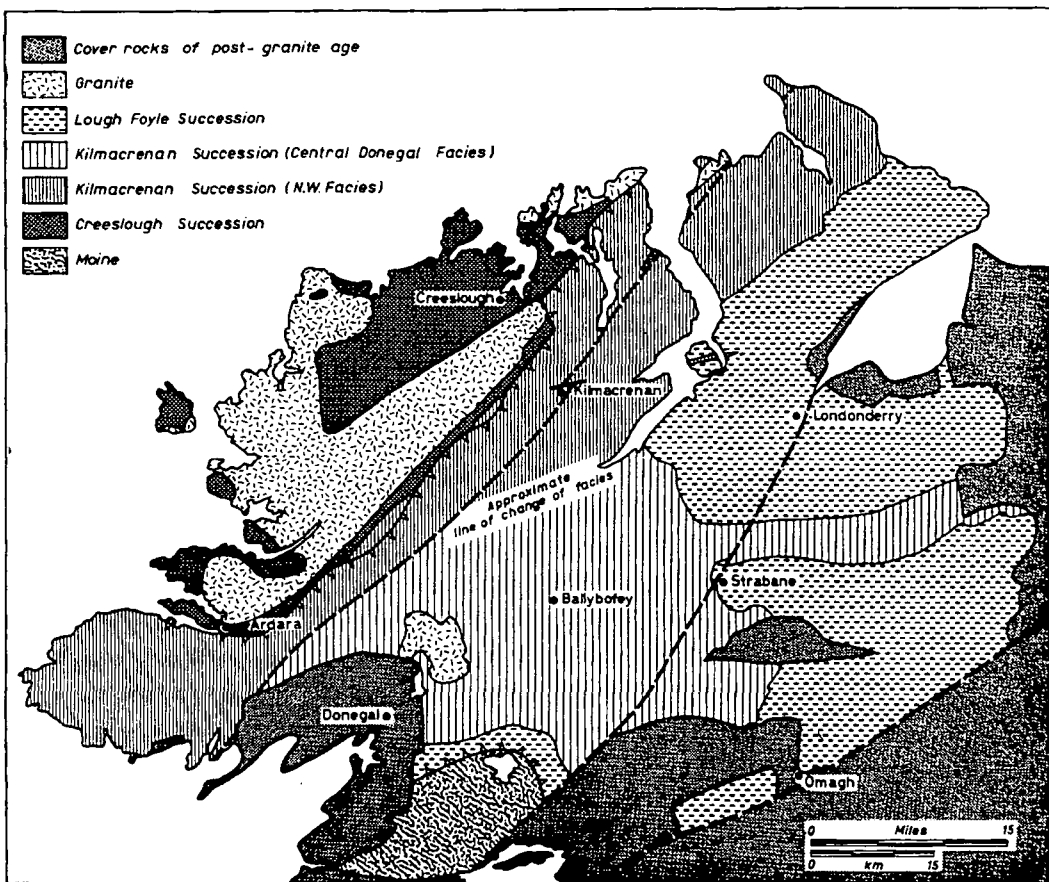 Cover rocks of post-granite age
Granite
Lough Foyle Succession
Kilmacrenan Succession (Central Donegal Facies)
Kilmacrenan Succession (N.W. Facies)
Creeslough Succession
Moine
Creeslough
Kilmacrenan
Londonderry
Approximate
line of change of facies
Strabane
Ballybofey
Ardara
Donegal
Omagh
0 Miles 15
0 km 15